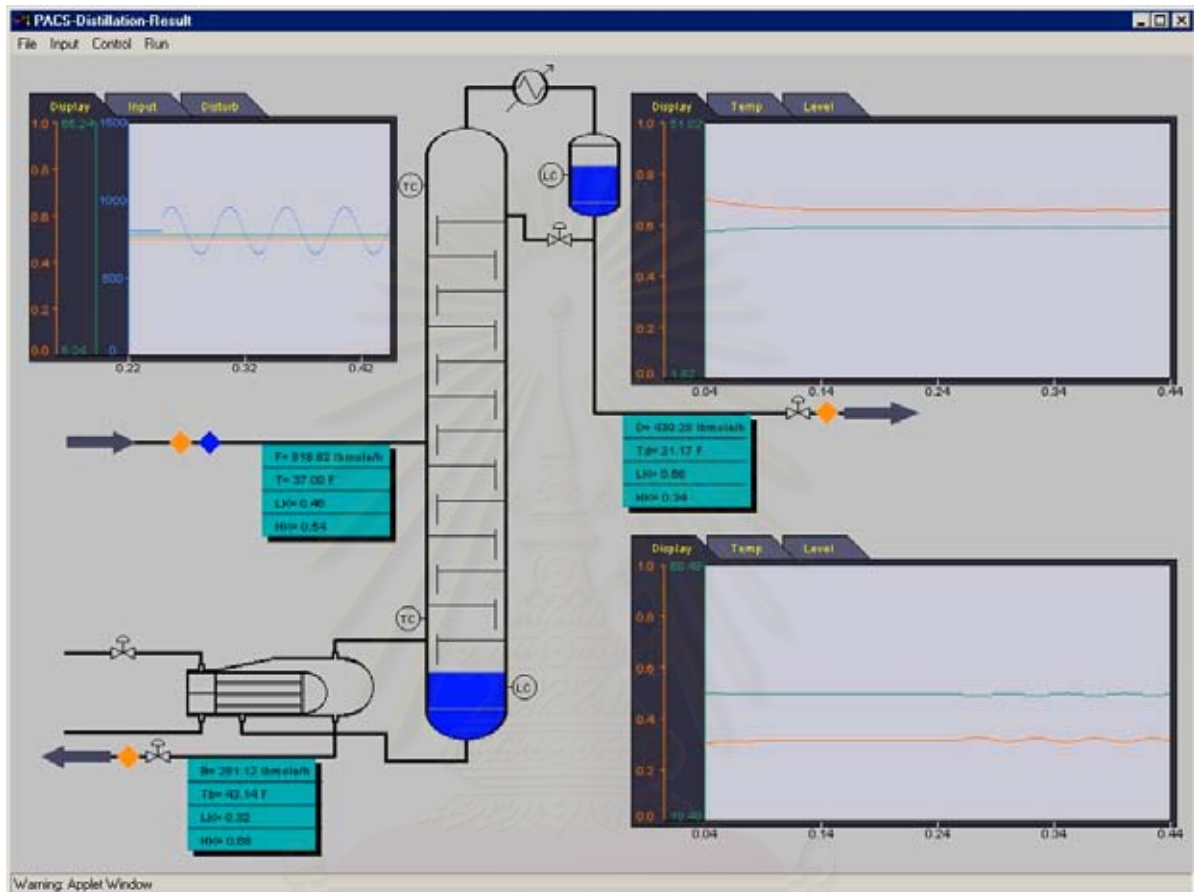 PACS-Distillation-Result
File Input Control Run
Display Input Disturb
1.0 1500
0.8
1000
0.6
0.4 500
0.2
0.0 0
0.22 0.32 0.42
TC
LC
Display Temp Level
1.0
0.8
0.6
0.4
0.2
0.0
0.04 0.14 0.24 0.34 0.44
T= 37.00 F
LK= 0.46
HK= 0.54
Td= 21.17 F
LK= 0.66
HK= 0.34
Display Temp Level
1.0
0.8
0.6
0.4
0.2
0.0
0.04 0.14 0.24 0.34 0.44
TC
LC
Tb= 43.14 F
LK= 0.32
HK= 0.68
Warning: Applet Window